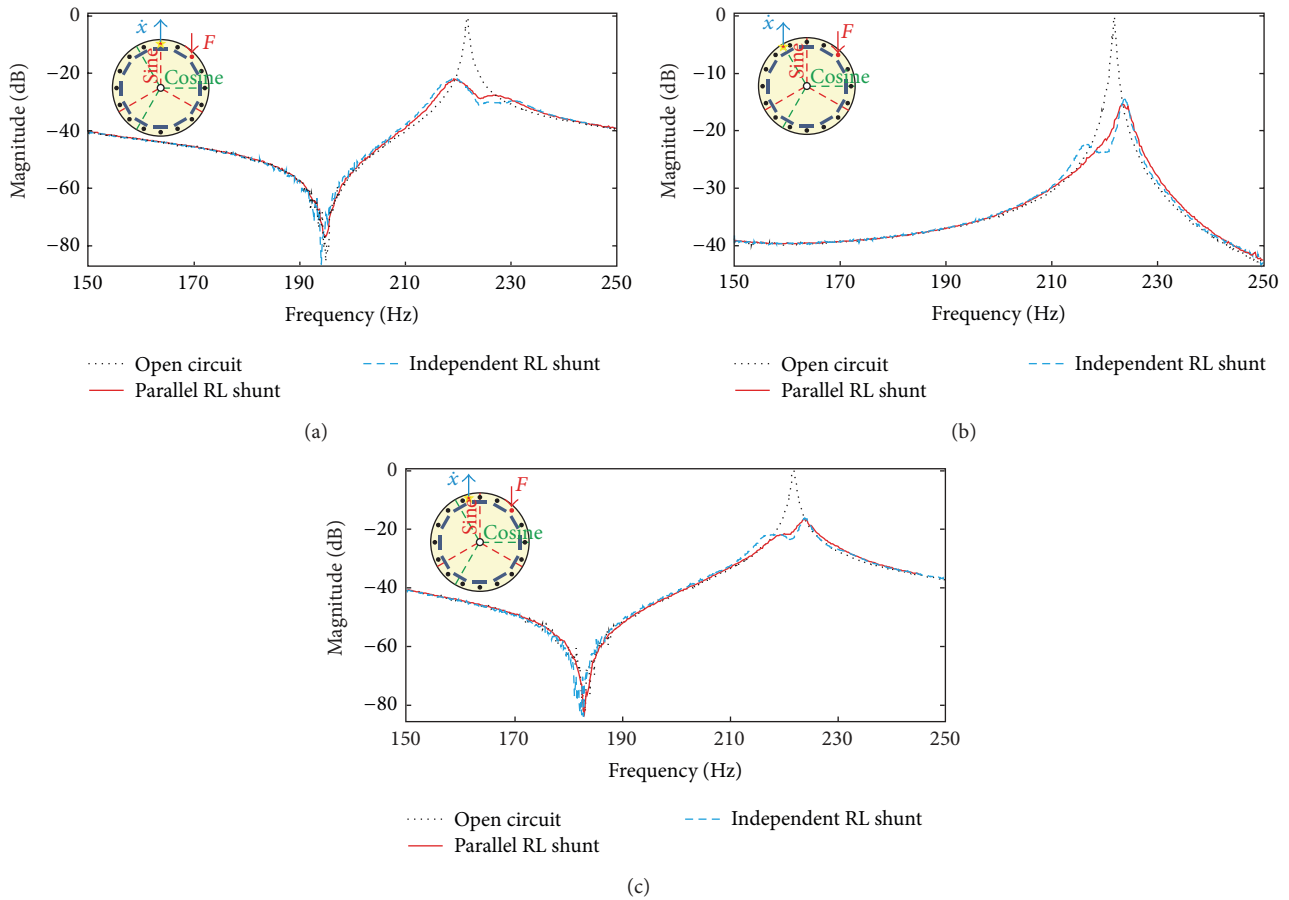 0
−20
−40
−60
−80
Magnitude (dB)
150
170
190
210
230
250
Frequency (Hz)
ẋ
F
Sine
Cosine
Open circuit
Parallel RL shunt
Independent RL shunt
(a)
0
−10
−20
−30
−40
Magnitude (dB)
150
170
190
210
230
250
Frequency (Hz)
ẋ
F
Sine
Cosine
Open circuit
Parallel RL shunt
Independent RL shunt
(b)
0
−20
−40
−60
−80
Magnitude (dB)
150
170
190
210
230
250
Frequency (Hz)
ẋ
F
Sine
Cosine
Open circuit
Parallel RL shunt
Independent RL shunt
(c)